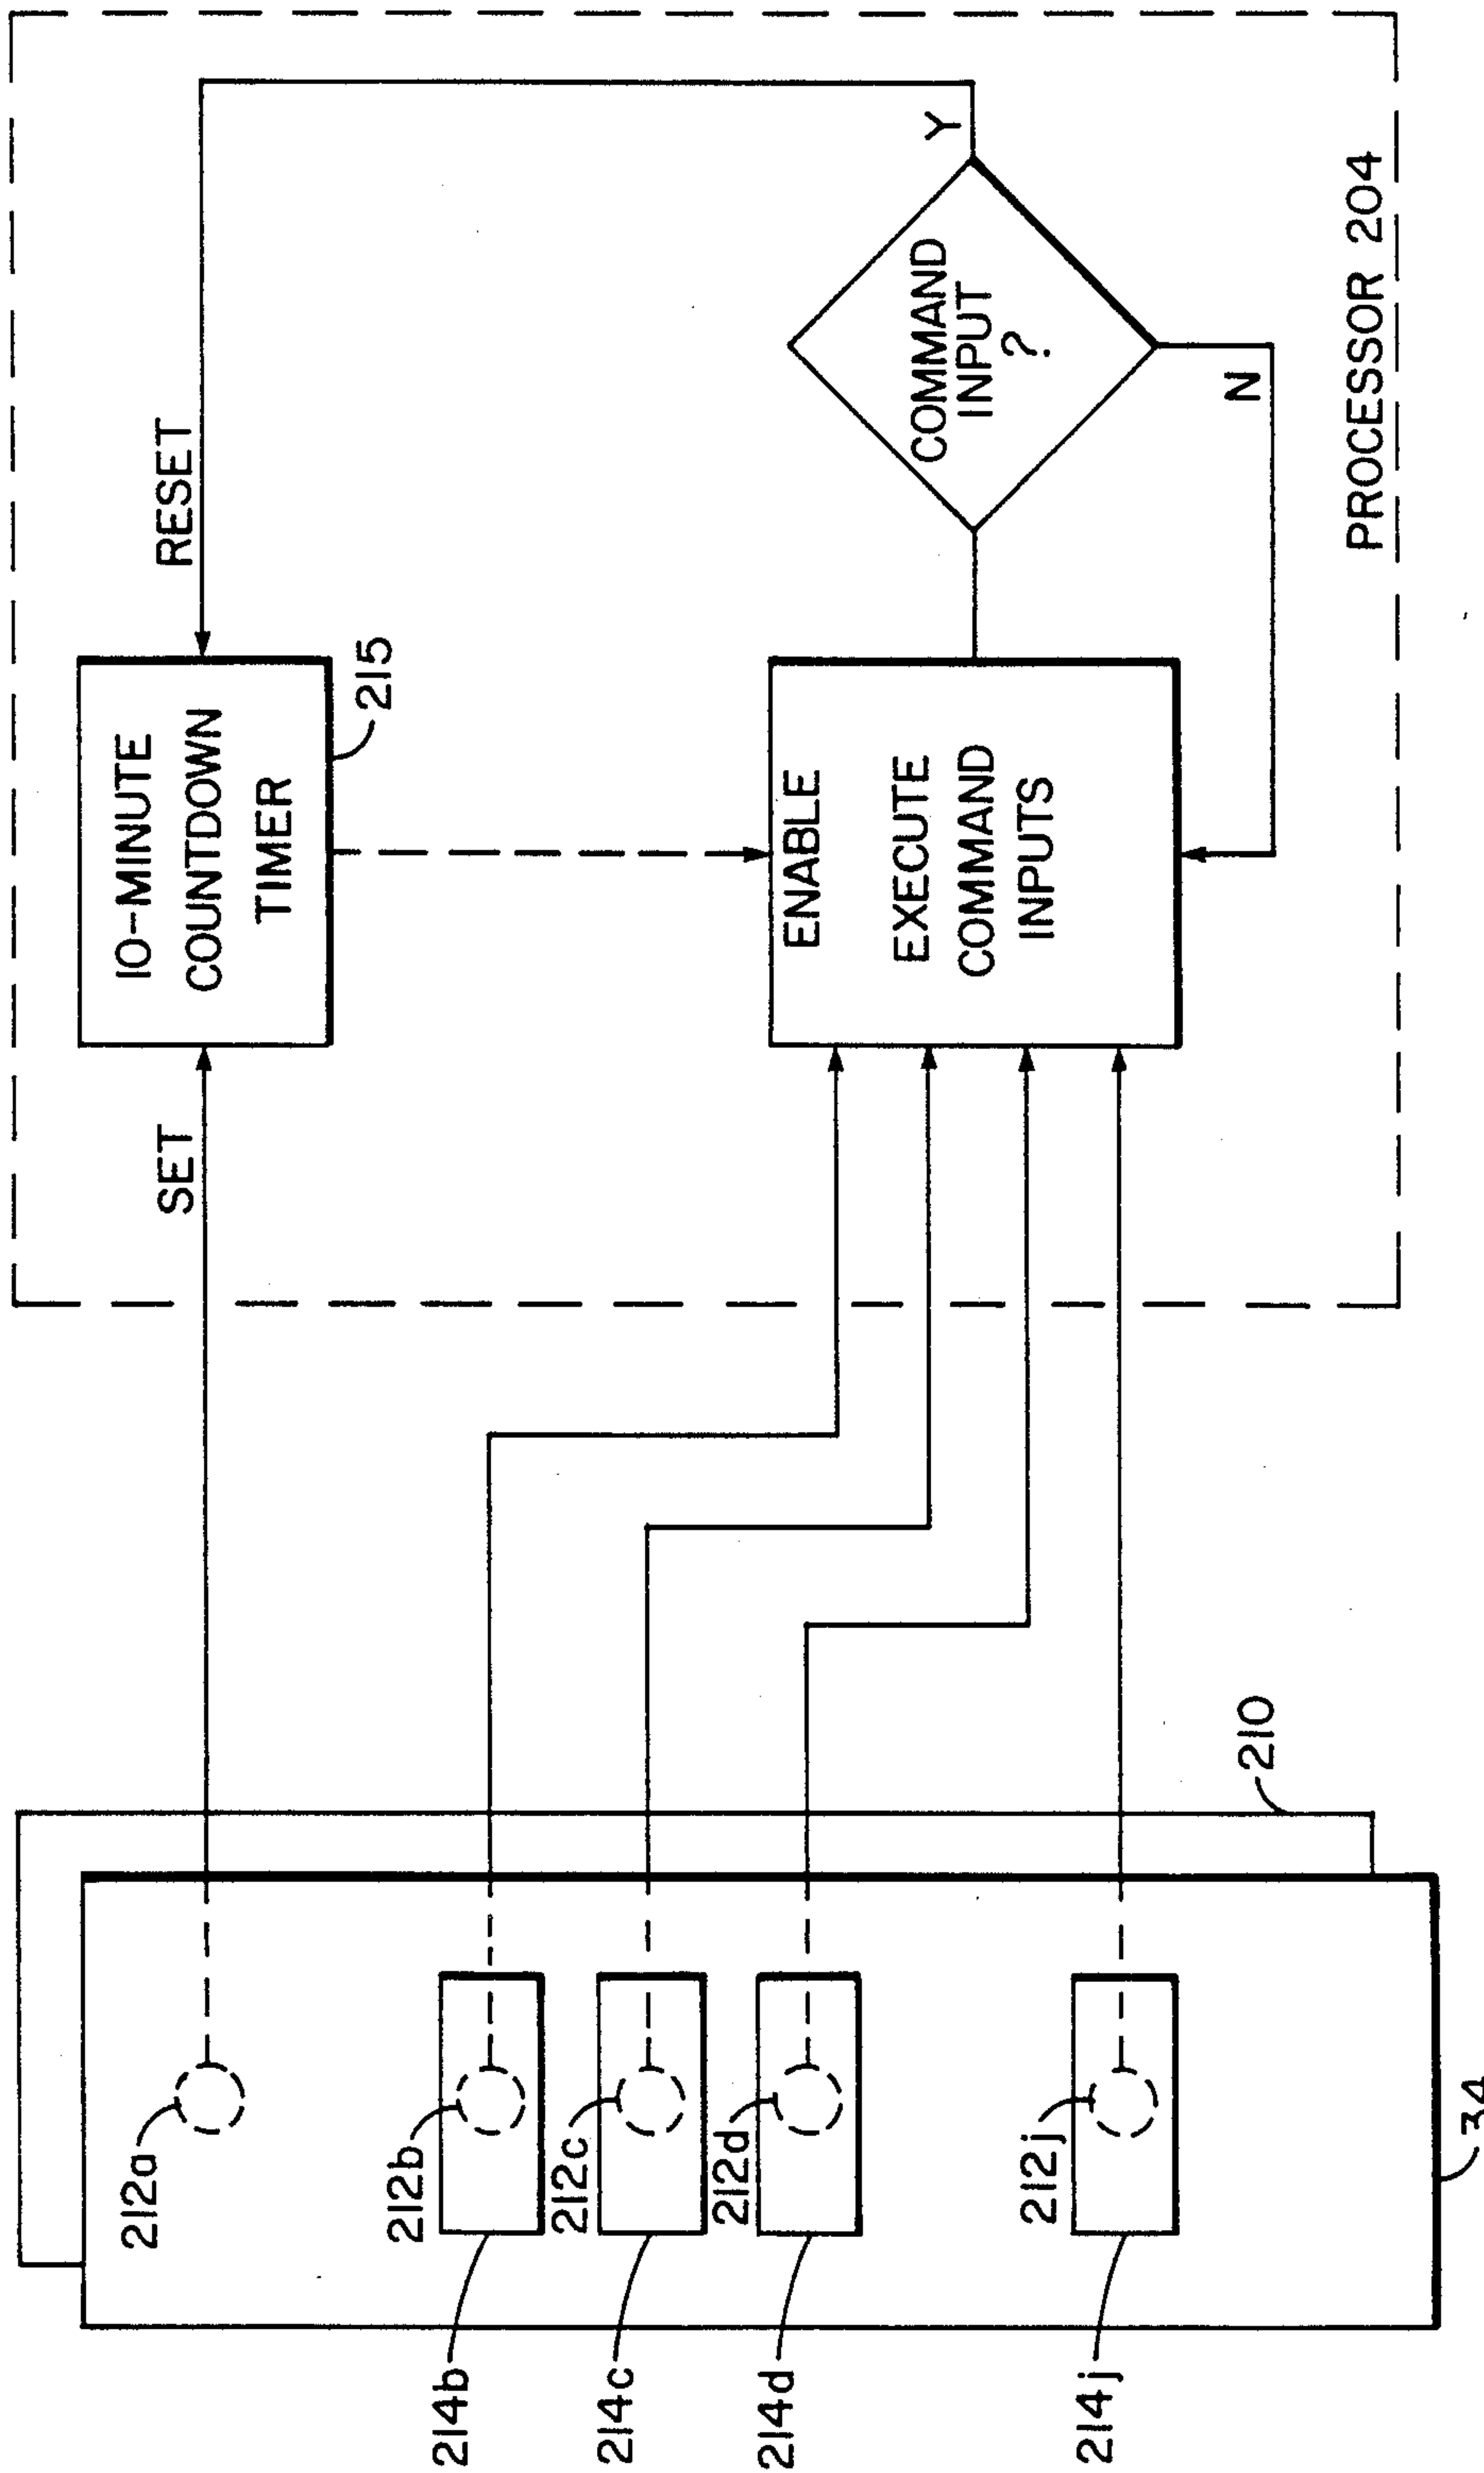 212a
SET
10-MINUTE
COUNTDOWN
TIMER
RESET
215
214b
212b
214c
212c
214d
212d
214j
212j
ENABLE
EXECUTE
COMMAND
INPUTS
COMMAND
INPUT
?
Y
N
210
34
PROCESSOR 204